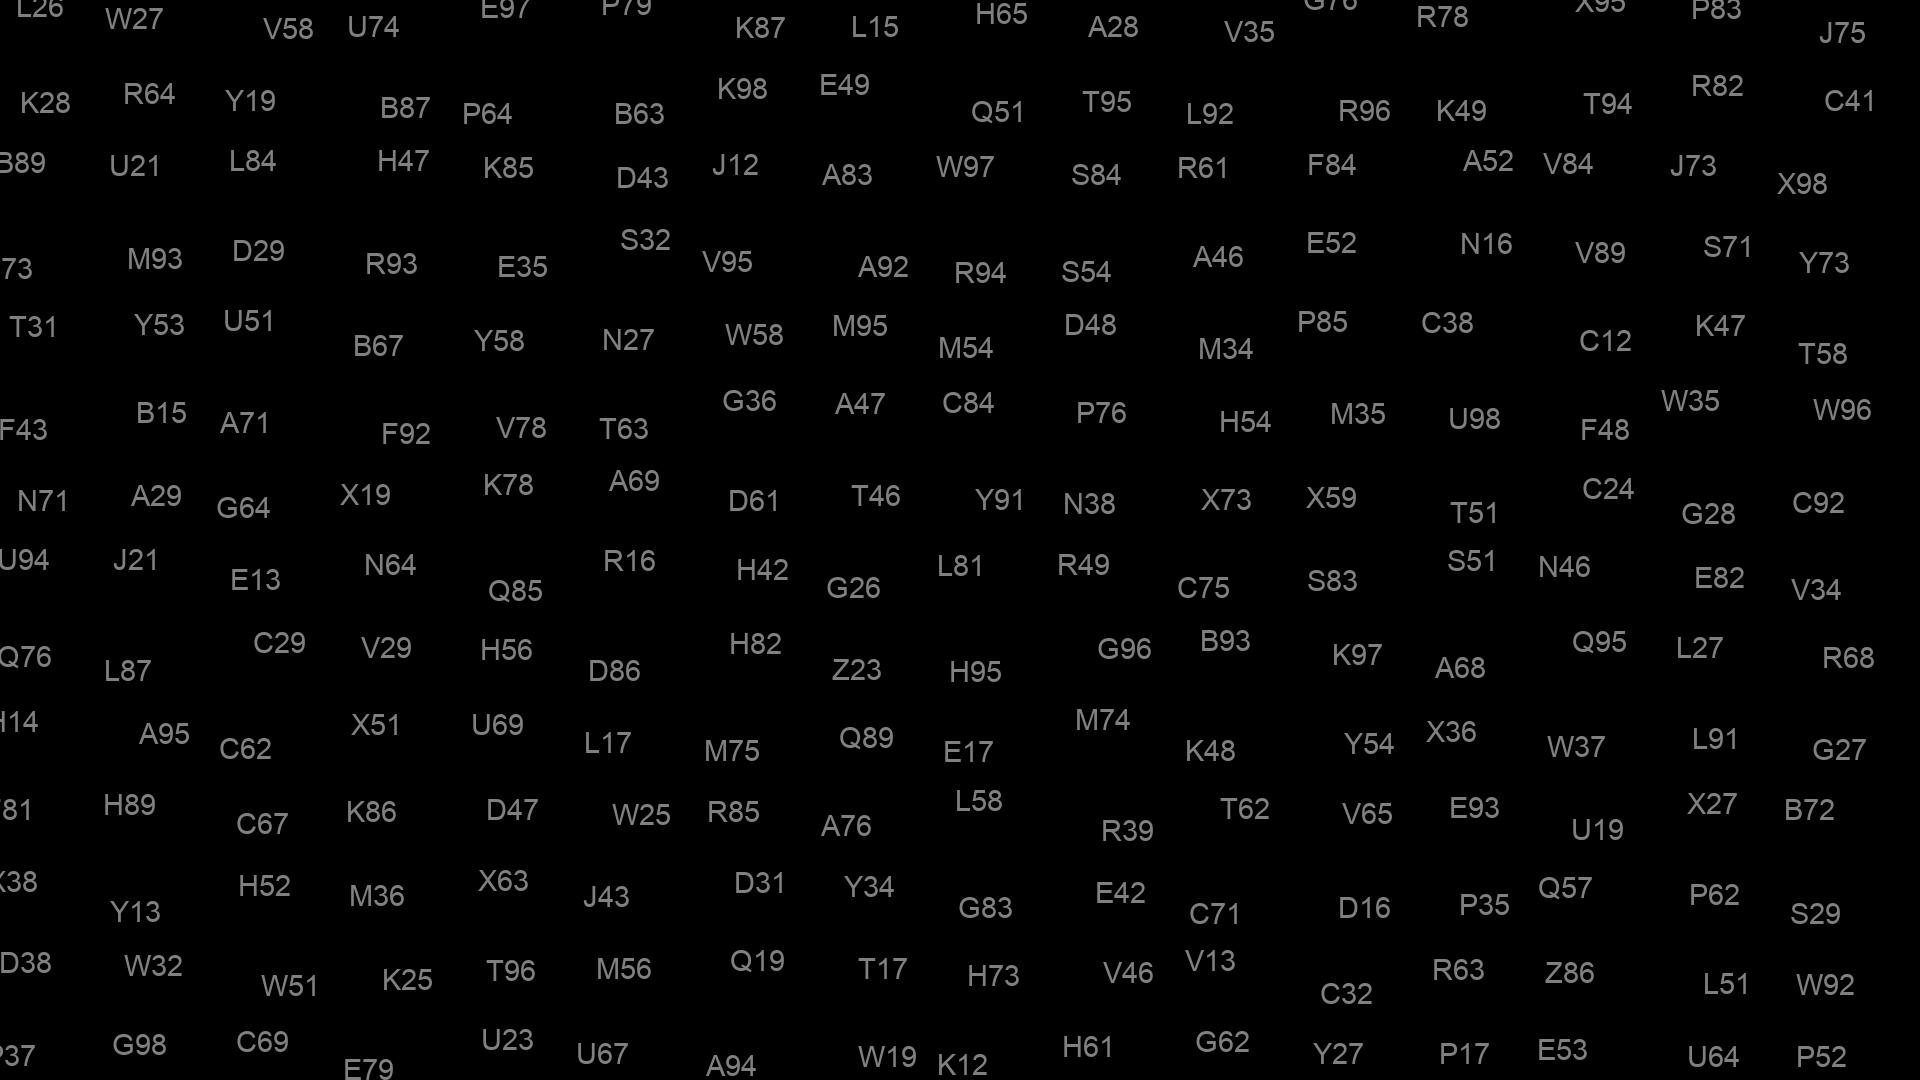 L26 W27 V58 U74 E97 P79 K87 L15 H65 A28 V35 G76 R78 X95 P83 J75
K28 R64 Y19 B87 P64 B63 K98 E49 Q51 T95 L92 R96 K49 T94 R82 C41
B89 U21 L84 H47 K85 D43 J12 A83 W97 S84 R61 F84 A52 V84 J73 X98
73 M93 D29 R93 E35 S32 V95 A92 R94 S54 A46 E52 N16 V89 S71 Y73
T31 Y53 U51 B67 Y58 N27 W58 M95 M54 D48 M34 P85 C38 C12 K47 T58
F43 B15 A71 F92 V78 T63 G36 A47 C84 P76 H54 M35 U98 F48 W35 W96
N71 A29 G64 X19 K78 A69 D61 T46 Y91 N38 X73 X59 T51 C24 G28 C92
U94 J21 E13 N64 Q85 R16 H42 G26 L81 R49 C75 S83 S51 N46 E82 V34
Q76 L87 C29 V29 H56 D86 H82 Z23 H95 G96 B93 K97 A68 Q95 L27 R68
H14 A95 C62 X51 U69 L17 M75 Q89 E17 M74 K48 Y54 X36 W37 L91 G27
81 H89 C67 K86 D47 W25 R85 A76 L58 R39 T62 V65 E93 U19 X27 B72
X38 Y13 H52 M36 X63 J43 D31 Y34 G83 E42 C71 D16 P35 Q57 P62 S29
D38 W32 W51 K25 T96 M56 Q19 T17 H73 V46 V13 C32 R63 Z86 L51 W92
P37 G98 C69 E79 U23 U67 A94 W19 K12 H61 G62 Y27 P17 E53 U64 P52